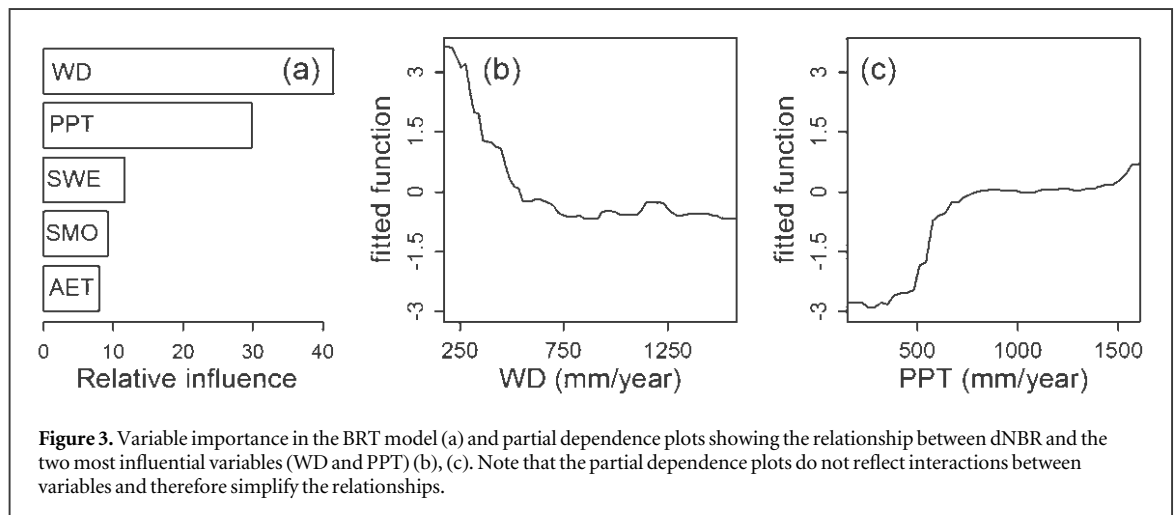 (a)
WD
PPT
SWE
SMO
AET
0 10 20 30 40
Relative influence
(b)
fitted function
3
1.5
0
-1.5
-3
250 750 1250
WD (mm/year)
(c)
fitted function
3
1.5
0
-1.5
-3
500 1000 1500
PPT (mm/year)
Figure 3. Variable importance in the BRT model (a) and partial dependence plots showing the relationship between dNBR and the
two most influential variables (WD and PPT) (b), (c). Note that the partial dependence plots do not reflect interactions between
variables and therefore simplify the relationships.